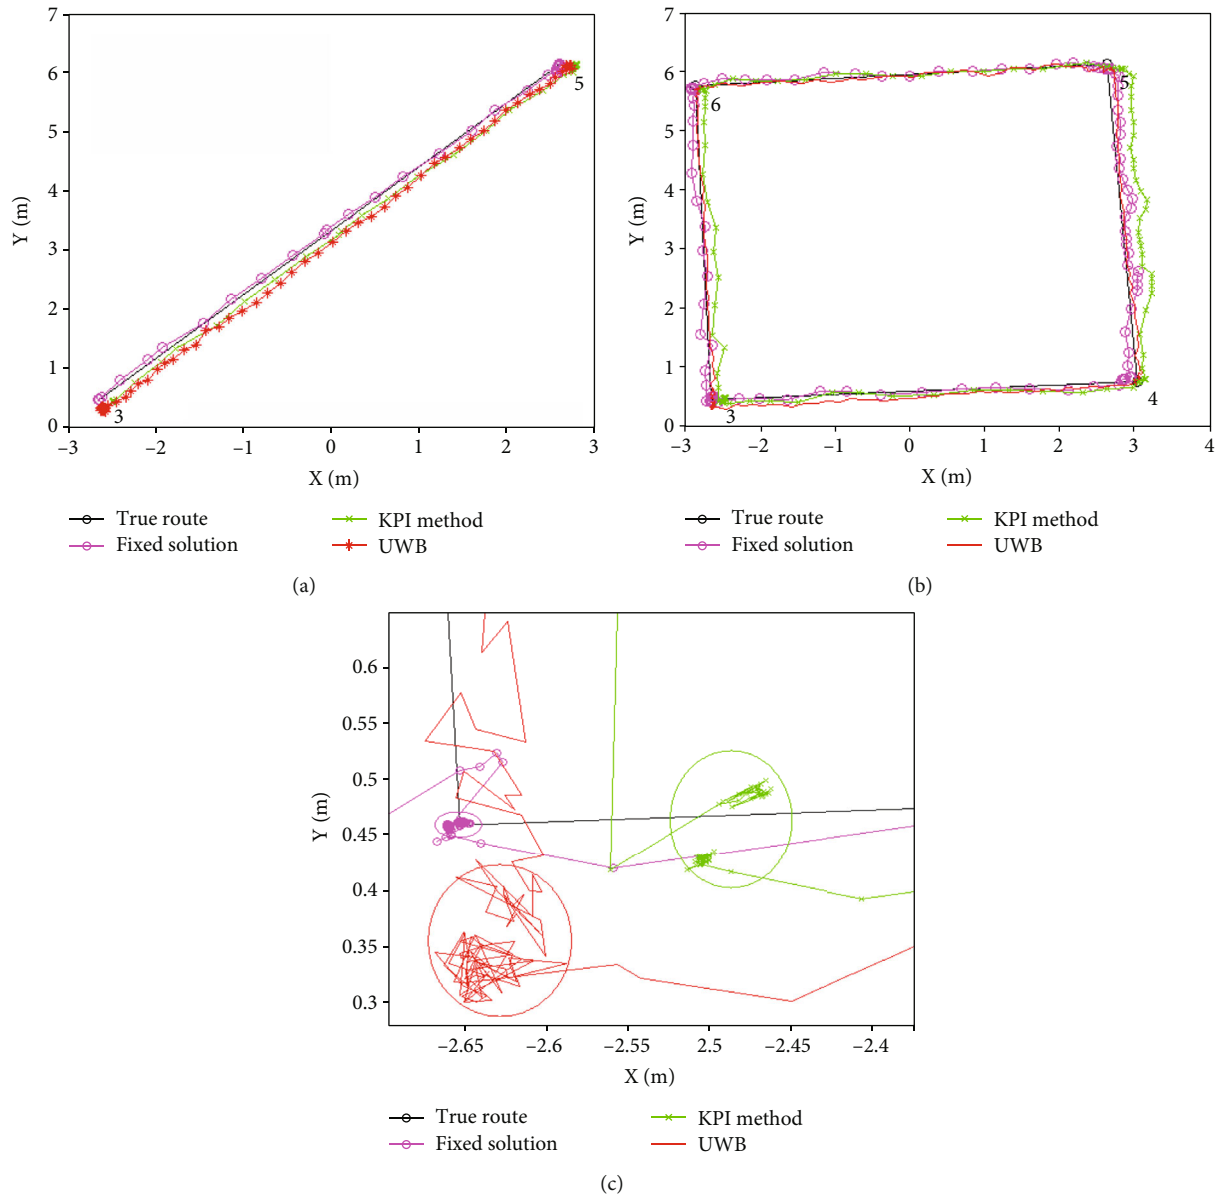 7
6
5
4
3
2
1
0
Y (m)
5
3
–3
–2
–1
0
1
2
3
X (m)
True route
KPI method
Fixed solution
UWB
(a)
7
6
5
4
3
2
1
0
Y (m)
6
5
3
4
–3
–2
–1
0
1
2
3
4
X (m)
True route
KPI method
Fixed solution
UWB
(b)
0.6
0.55
0.5
0.45
0.4
0.35
0.3
Y (m)
–2.65
–2.6
–2.55
–2.5
–2.45
–2.4
X (m)
True route
KPI method
Fixed solution
UWB
(c)